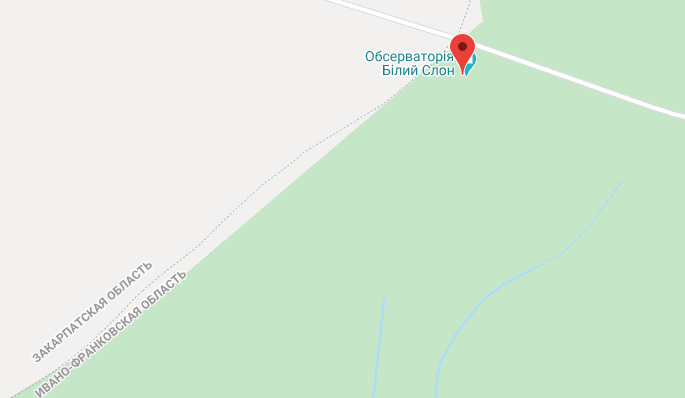 Обсерваторія
Білий Слон
ЗАКАРПАТСКАЯ ОБЛАСТЬ
ИВАНО-ФРАНКОВСКАЯ ОБЛАСТЬ